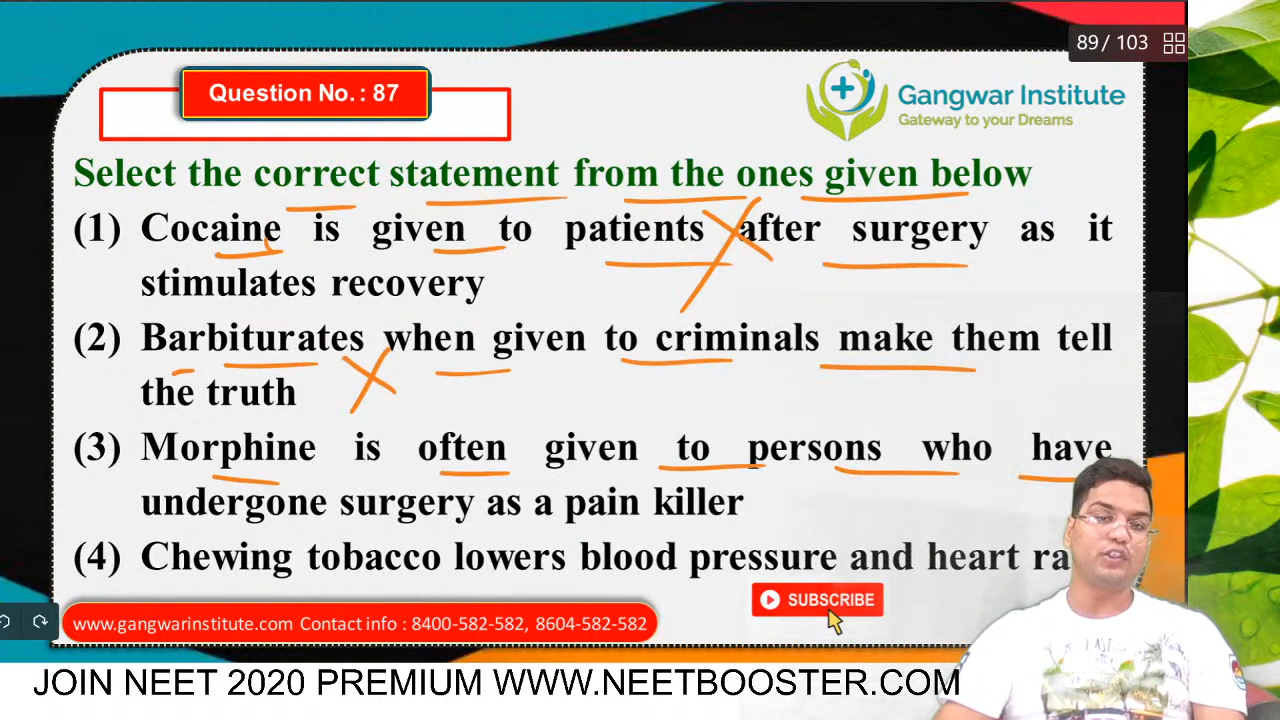 89 / 103
Question No. : 87
Gangwar Institute
Gateway to your Dreams
Select the correct statement from the ones given below
(1) Cocaine is given to patients after surgery as it
stimulates recovery
(2) Barbiturates when given to criminals make them tell
the truth
(3) Morphine is often given to persons who have
undergone surgery as a pain killer
(4) Chewing tobacco lowers blood pressure and heart
SUBSCRIBE
www.gangwarinstitute.com Contact info : 8400-582-582, 8604-582-582
JOIN NEET 2020 PREMIUM WWW.NEETBOOSTER.COM